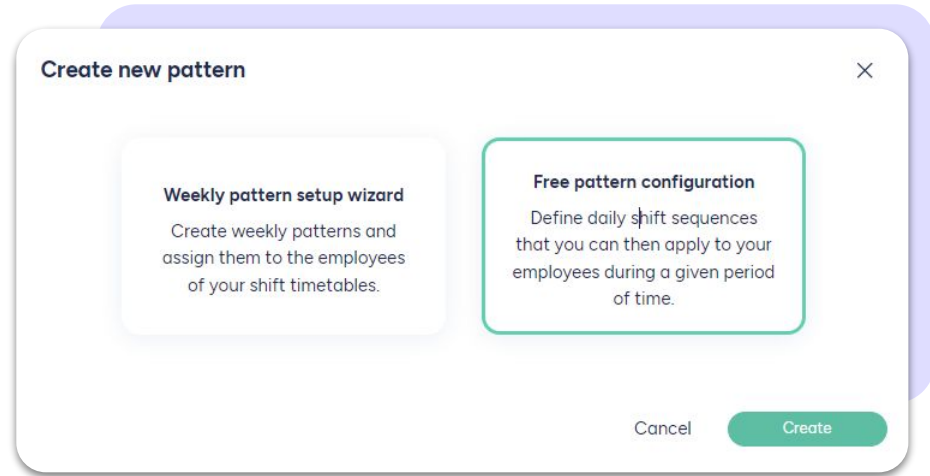 Create new pattern
Weekly pattern setup wizard
Create weekly patterns and
assign them to the employees
of your shift timetables.
Free pattern configuration
Define daily shift sequences
that you can then apply to your
employees during a given period
of time.
Cancel
Create